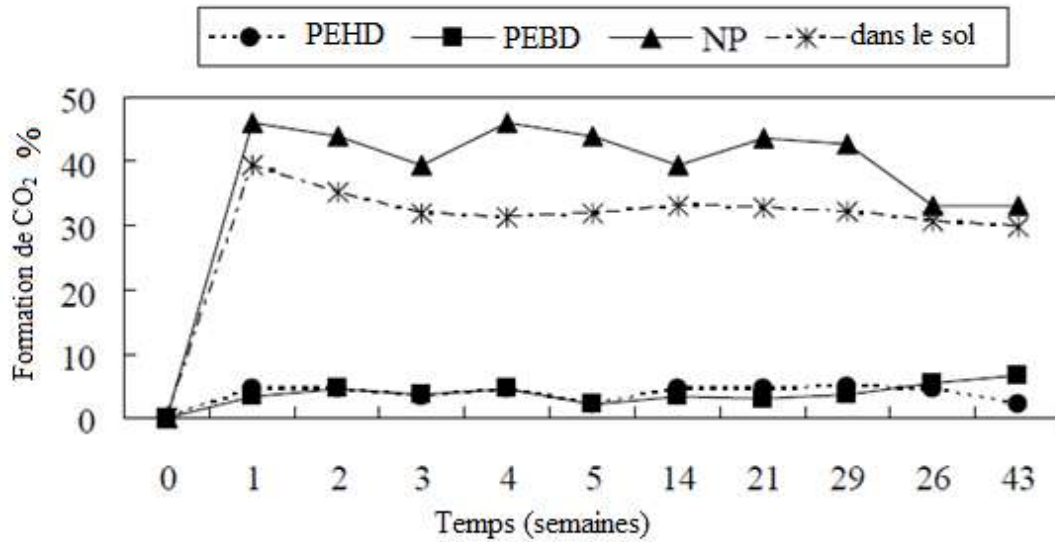 PEHD PEBD NP dans le sol
Formation de CO₂ %
50
40
30
20
10
0
0 1 2 3 4 5 14 21 29 26 43
Temps (semaines)